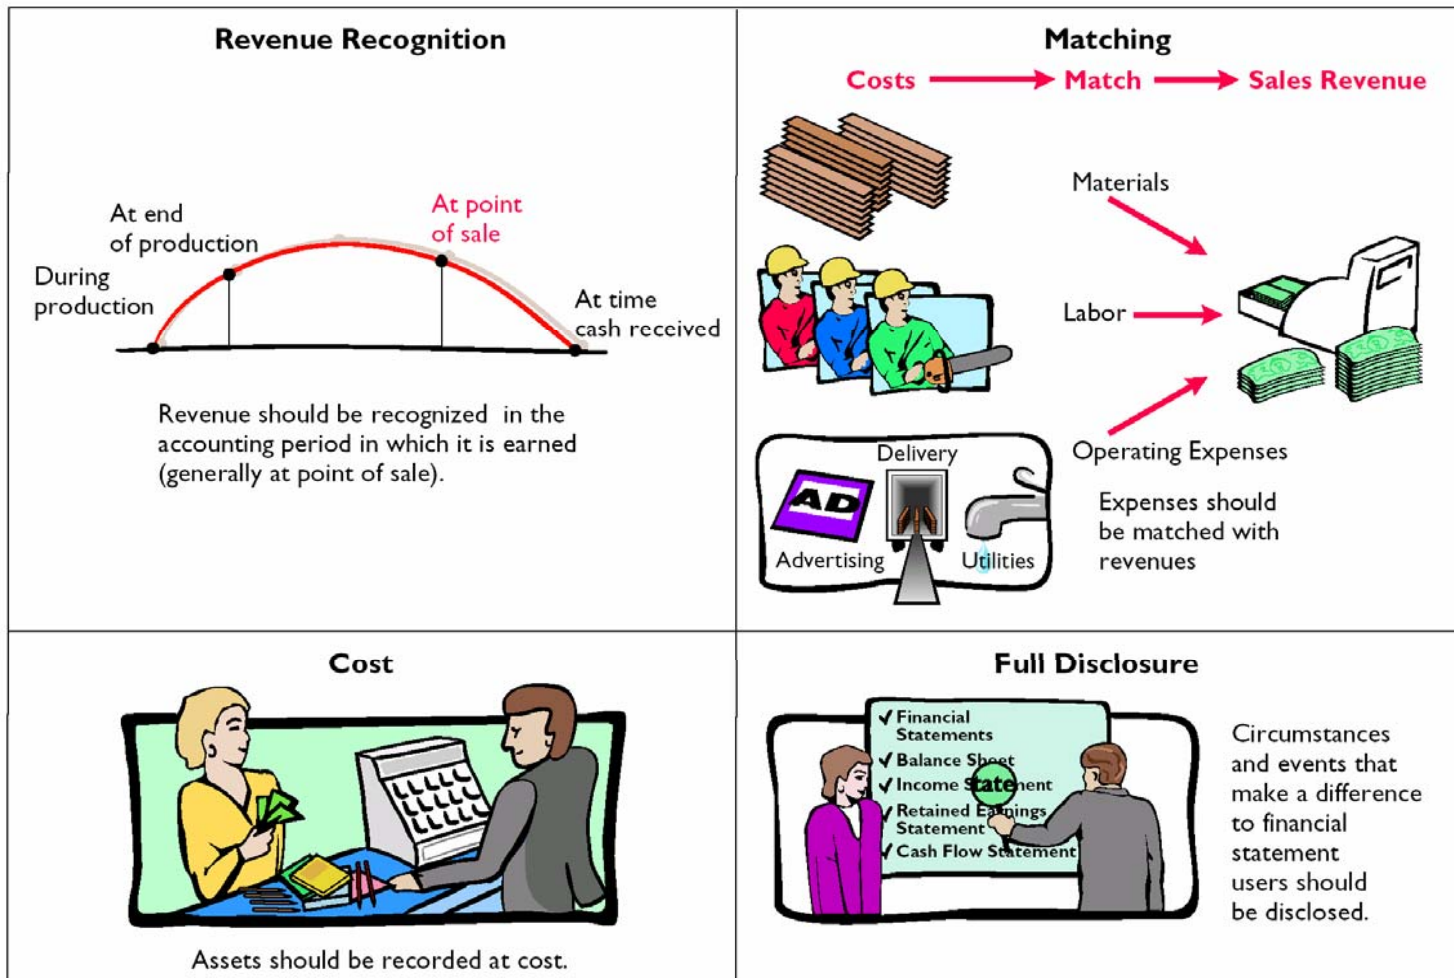 Revenue Recognition
At end
of production
At point
of sale
During
production
At time
cash received
Revenue should be recognized in the
accounting period in which it is earned
(generally at point of sale).
Matching
Costs
Match
Sales Revenue
Materials
Labor
Operating Expenses
Delivery
AD
Advertising
Utilities
Expenses should
be matched with
revenues
Cost
Assets should be recorded at cost.
Full Disclosure
✓ Financial
Statements
✓ Balance Sheet
✓ Income Statement
✓ Retained Earnings
Statement
✓ Cash Flow Statement
Circumstances
and events that
make a difference
to financial
statement
users should
be disclosed.